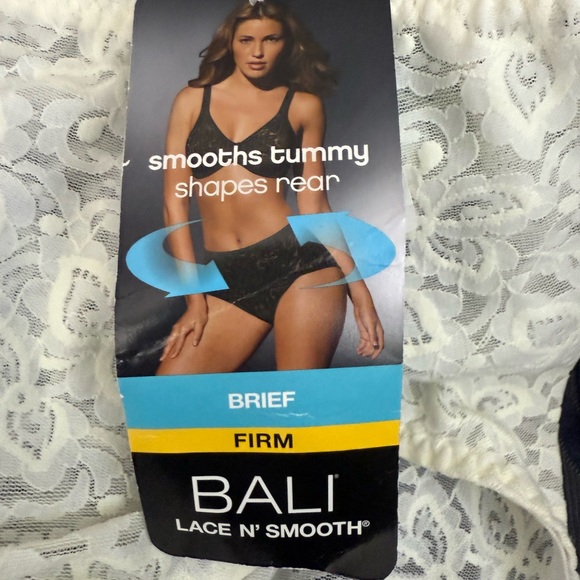 smooths tummy
shapes rear
BRIEF
FIRM
BALI®
LACE N' SMOOTH®